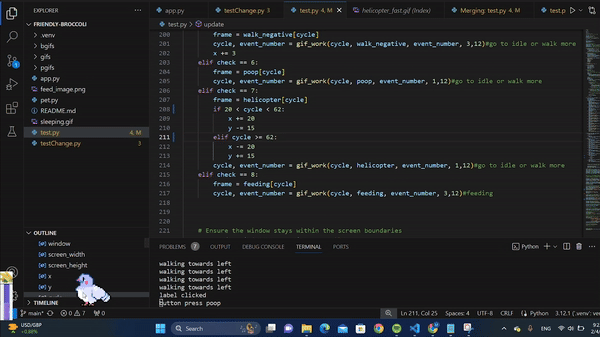 app.py
testChange.py
test.py 4, M
helicopter_fast.gif (Index)
Merging: test.py 4, M
test.p
test.py > update
EXPLORER
FRIENDLY-BROCCOLI
.venv
bgifs
gifs
pgifs
app.py
feed_image.png
pet.py
README.md
sleeping.gif
test.py 4, M
testChange.py
OUTLINE
window
screen_width
screen_height
x
y
TIMELINE
200 frame = walk_negative[cycle]
201 cycle, event_number = gif_work(cycle, walk_negative, event_number, 3,12)#go to idle or walk more
202 x += 3
203 elif check == 6:
204 frame = poop[cycle]
205 cycle, event_number = gif_work(cycle, poop, event_number, 1,12)#go to idle or walk more
206 elif check == 7:
207 frame = helicopter[cycle]
208 if 20 < cycle < 62:
209 x += 20
210 y -= 15
211 elif cycle >= 62:
212 x -= 20
213 y += 15
214 cycle, event_number = gif_work(cycle, helicopter, event_number, 1,12)#go to idle or walk more
215 elif check == 8:
216 frame = feeding[cycle]
217 cycle, event_number = gif_work(cycle, feeding, event_number, 3,12)#feeding
218
219
220 # Ensure the window stays within the screen boundaries
221
PROBLEMS 7 OUTPUT DEBUG CONSOLE TERMINAL PORTS
Python
walking towards left
walking towards left
walking towards left
walking towards left
label clicked
button press poop
main* 0 7 0
Ln 211, Col 25 Spaces: 4 UTF-8 CRLF Python 3.12.1 ('.venv': ve
USD/GBP
+0.88%
Search
ENG